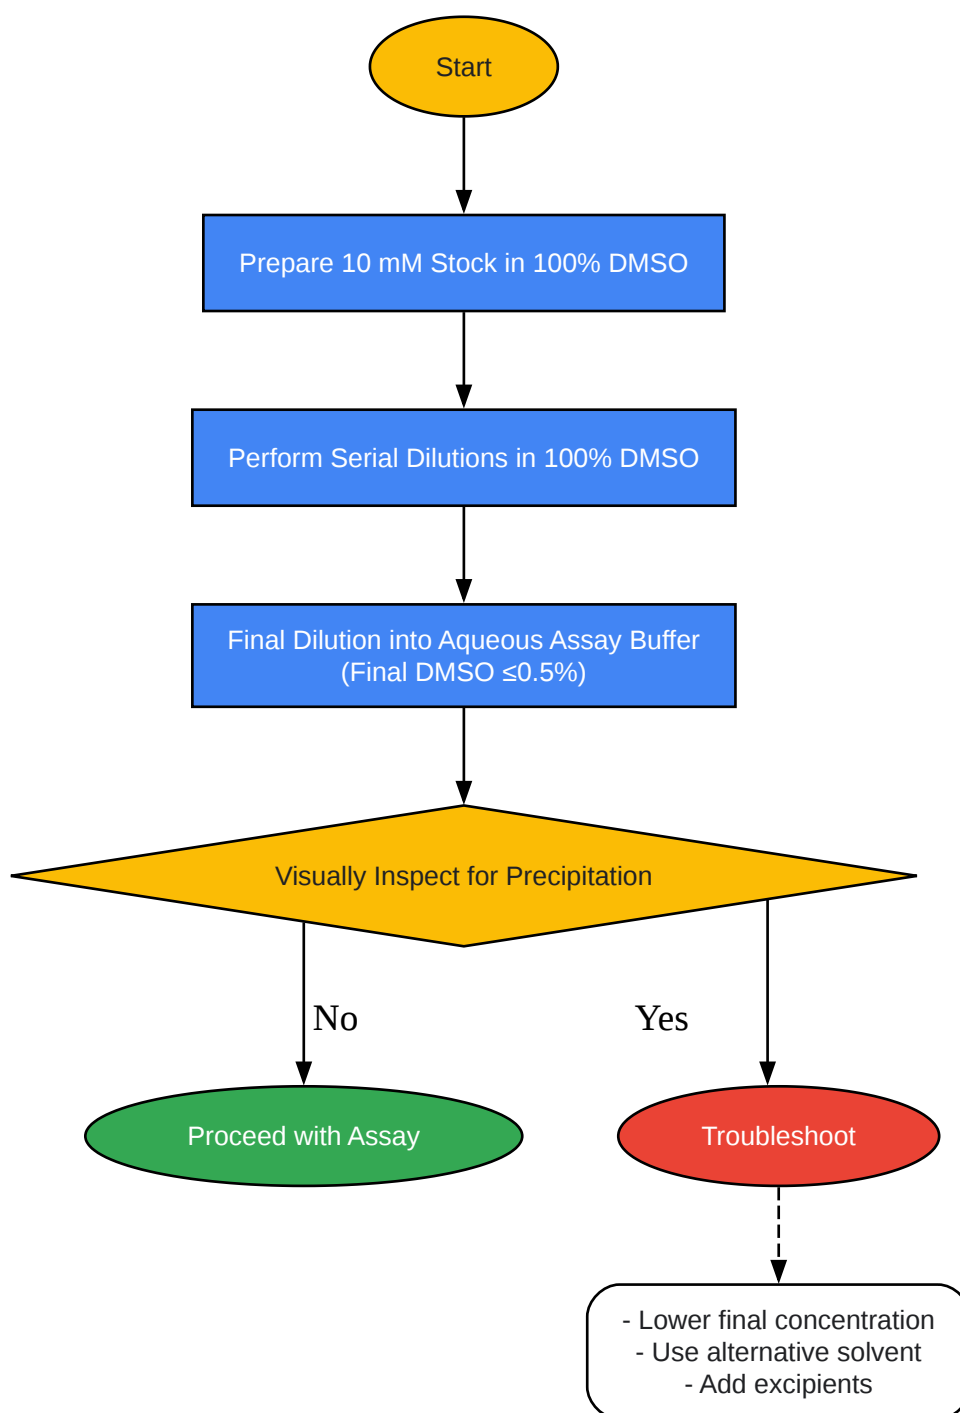 Start
Prepare 10 mM Stock in 100% DMSO
Perform Serial Dilutions in 100% DMSO
Final Dilution into Aqueous Assay Buffer
(Final DMSO ≤0.5%)
Visually Inspect for Precipitation
No
Yes
Proceed with Assay
Troubleshoot
- Lower final concentration
- Use alternative solvent
- Add excipients